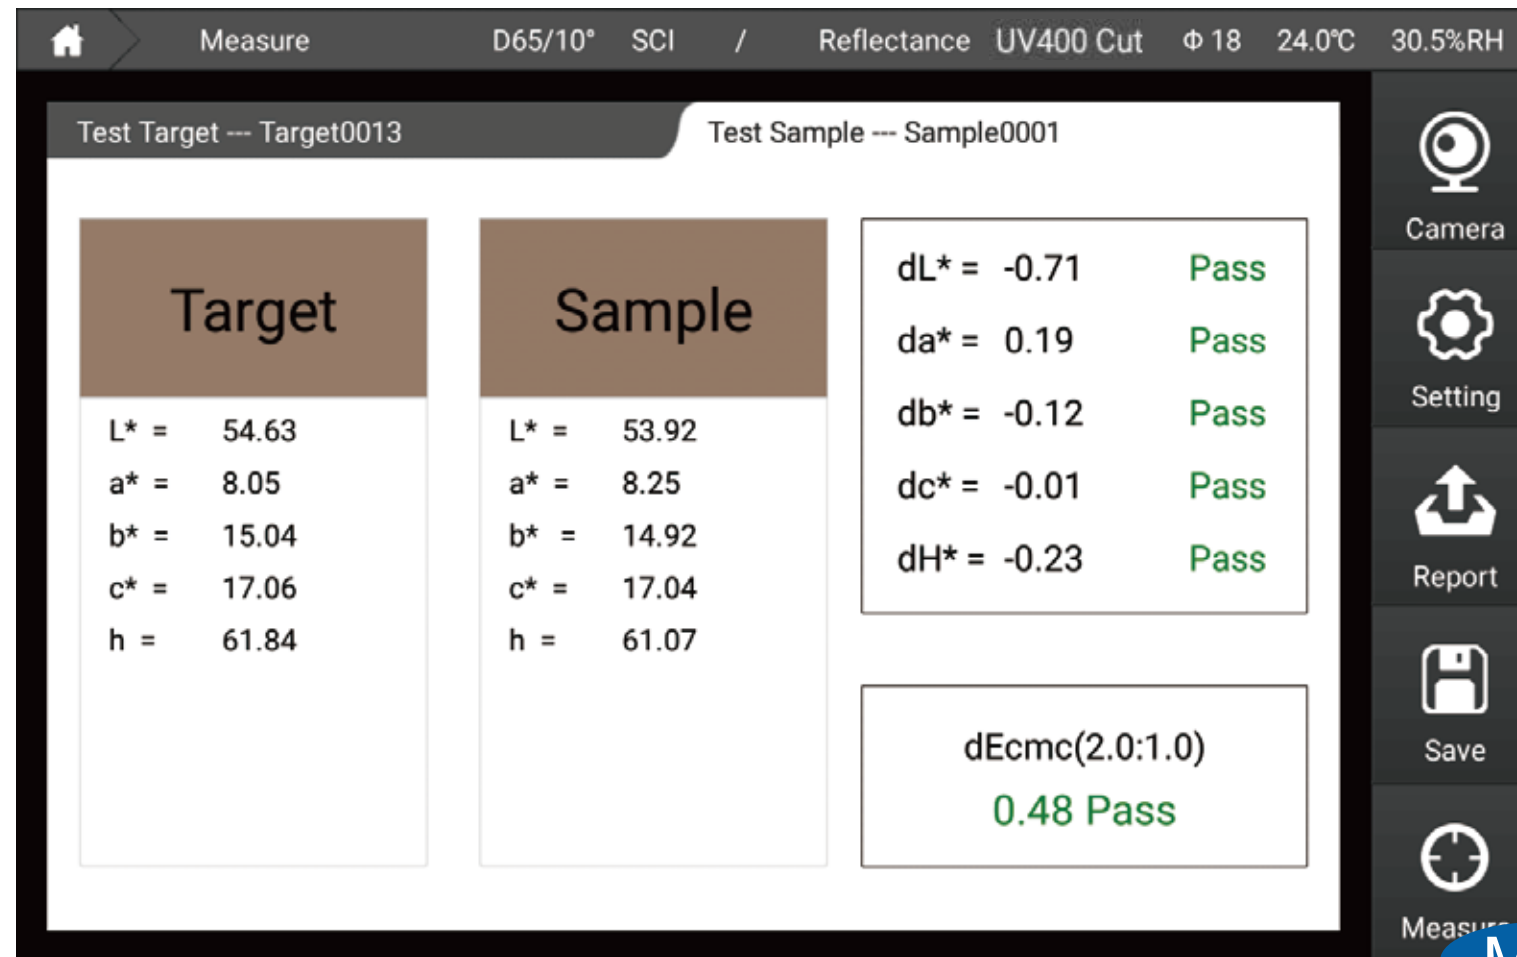 Measure D65/10° SCI / Reflectance UV400 Cut Φ 18 24.0℃ 30.5%RH
Test Target --- Target0013
Test Sample --- Sample0001
Target
L* = 54.63
a* = 8.05
b* = 15.04
c* = 17.06
h = 61.84
Sample
L* = 53.92
a* = 8.25
b* = 14.92
c* = 17.04
h = 61.07
dL* = -0.71 Pass
da* = 0.19 Pass
db* = -0.12 Pass
dc* = -0.01 Pass
dH* = -0.23 Pass
dEcmc(2.0:1.0)
0.48 Pass
Camera
Setting
Report
Save
Measure